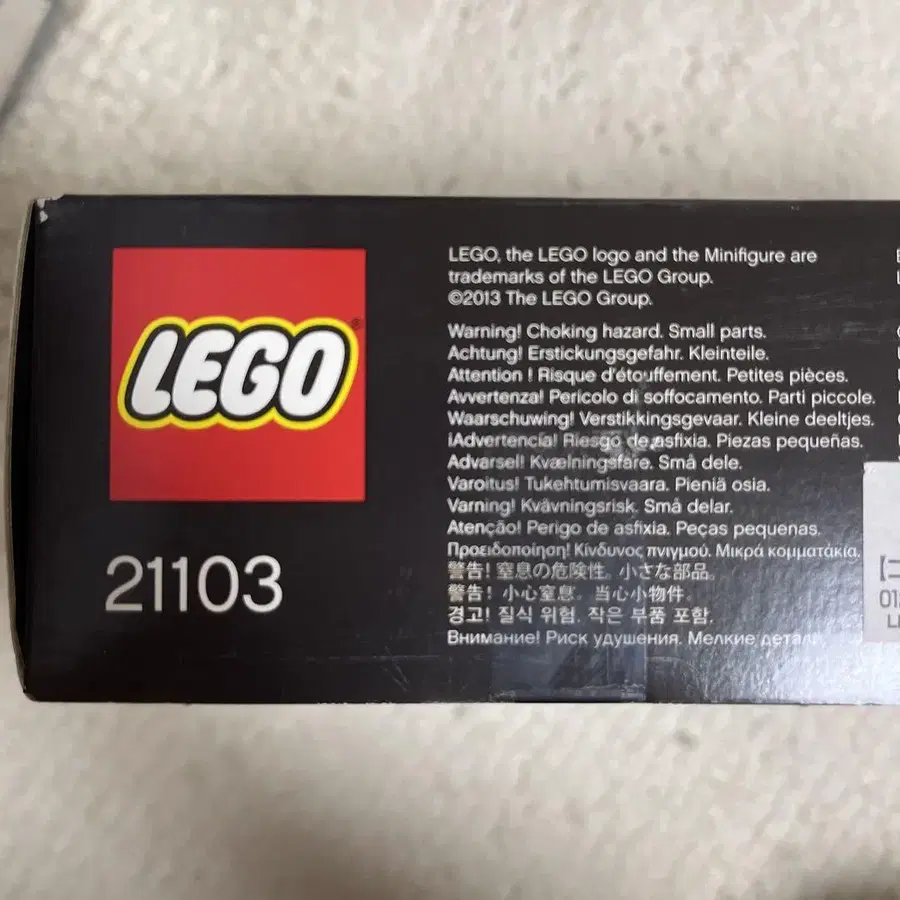 LEGO
®
21103
LEGO, the LEGO logo and the Minifigure are
trademarks of the LEGO Group.
©2013 The LEGO Group.
Warning! Choking hazard. Small parts.
Achtung! Erstickungsgefahr. Kleinteile.
Attention ! Risque d'étouffement. Petites pièces.
Avvertenza! Pericolo di soffocamento. Parti piccole.
Waarschuwing! Verstikkingsgevaar. Kleine deeltjes.
¡Advertencia! Riesgo de asfixia. Piezas pequeñas.
Advarsel! Kvælningsfare. Små dele.
Varoitus! Tukehtumisvaara. Pieniä osia.
Varning! Kvävningsrisk. Små delar.
Atenção! Perigo de asfixia. Peças pequenas.
Προειδοποίηση! Κίνδυνος πνιγμού. Μικρά κομματάκια.
警告! 窒息の危険性。小さな部品。
警告! 小心窒息。当心小物件。
경고! 질식 위험. 작은 부품 포함.
Внимание! Риск удушения. Мелкие